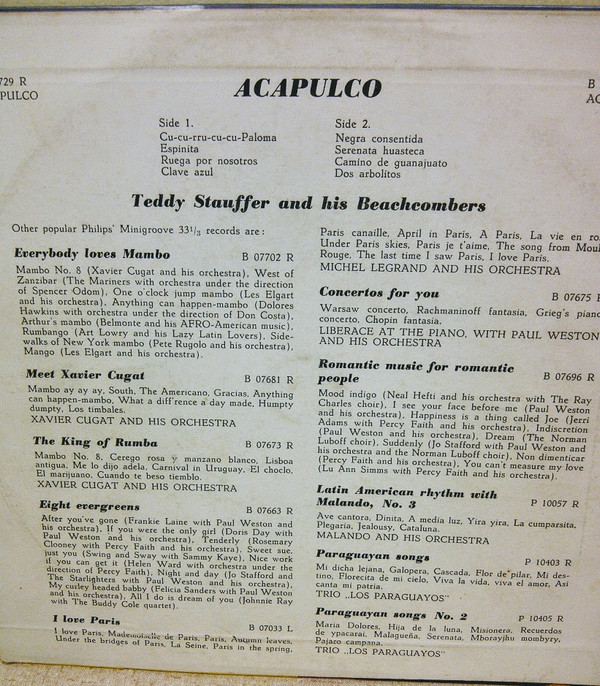 729 R
PULCO
ACAPULCO
B
AC
Side 1.
Cu-cu-rru-cu-cu-Paloma
Espinita
Ruega por nosotros
Clave azul
Side 2.
Negra consentida
Serenata huasteca
Camino de guanajuato
Dos arbolitos
Teddy Stauffer and his Beachcombers
Other popular Philips' Minigroove 33 1/3 records are:
Everybody loves Mambo B 07702 R
Mambo No. 8 (Xavier Cugat and his orchestra), West of
Zanzibar (The Mariners with orchestra under the direction
of Spencer Odom), One o'clock jump mambo (Les Elgart
and his orchestra), Anything can happen-mambo (Dolores
Hawkins with orchestra under the direction of Don Costa),
Arthur's mambo (Belmonte and his AFRO-American music),
Rumbango (Art Lowry and his Lazy Latin Lovers), Side-
walks of New York mambo (Pete Rugolo and his orchestra),
Mango (Les Elgart and his orchestra).
Meet Xavier Cugat B 07681 R
Mambo ay ay ay, South, The Americano, Gracias, Anything
can happen-mambo, What a diff'rence a day made, Humpty
dumpty, Los timbales.
XAVIER CUGAT AND HIS ORCHESTRA
The King of Rumba B 07673 R
Mambo No. 8, Cerego rosa y manzano blanco, Lisboa
antigua, Me lo dijo adela, Carnival in Uruguay, El choclo,
El marijuano, Cuando te beso tiemblo.
XAVIER CUGAT AND HIS ORCHESTRA
Eight evergreens B 07663 R
After you've gone (Frankie Laine with Paul Weston and
his orchestra), If you were the only girl (Doris Day with
Paul Weston and his orchestra), Tenderly (Rosemary
Clooney with Percy Faith and his orchestra), Sweet sue,
just you (Swing and Sway with Sammy Kaye), Nice work
if you can get it (Helen Ward with orchestra under the
direction of Percy Faith), Night and day (Jo Stafford and
The Starlighters with Paul Weston and his orchestra),
My curley headed babby (Felicia Sanders with Paul Weston
and his orchestra), All I do is dream of you (Johnnie Ray
with The Buddy Cole quartet).
I love Paris B 07033 L
I love Paris, Mademoiselle de Paris, Paris, Autumn leaves,
Under the bridges of Paris, La Seine, Paris in the spring,
Paris canaille, April in Paris, A Paris, La vie en ro
Under Paris skies, Paris je t'aime, The song from Moul
Rouge, The last time I saw Paris, I love Paris.
MICHEL LEGRAND AND HIS ORCHESTRA
Concertos for you B 07675
Warsaw concerto, Rachmaninoff fantasia, Grieg's piano
concerto, Chopin fantasia.
LIBERACE AT THE PIANO, WITH PAUL WESTON
AND HIS ORCHESTRA
Romantic music for romantic
people B 07696 R
Mood indigo (Neal Hefti and his orchestra with The Ray
Charles choir), I see your face before me (Paul Weston
and his orchestra), Happiness is a thing called Joe (Jerri
Adams with Percy Faith and his orchestra), Indiscretion
(Paul Weston and his orchestra), Dream (The Norman
Luboff choir), Suddenly (Jo Stafford with Paul Weston and
his orchestra and the Norman Luboff choir), Non dimenticar
(Percy Faith and his orchestra), You can't measure my love
(Lu Ann Simms with Percy Faith and his orchestra).
Latin American rhythm with
Malando, No. 3 P 10057 R
Ave cantora, Dinita, A media luz, Yira yira, La cumparsita,
Plegaria, Jealousy, Cataluna.
MALANDO AND HIS ORCHESTRA
Paraguayan songs P 10403 R
Mi dicha lejana, Galopera, Cascada, Flor de pilar, Mi des-
tino, Florecita de mi cielo, Viva la vida, viva el amor, Asi
canta mi patria.
TRIO „LOS PARAGUAYOS"
Paraguayan songs No. 2 P 10405 R
Maria Dolores, Hija de la luna, Misionera, Recuerdos
de ypacarai, Malagueña, Serenata, Mborayjhu mombyry,
Pajaro campana.
TRIO „LOS PARAGUAYOS"